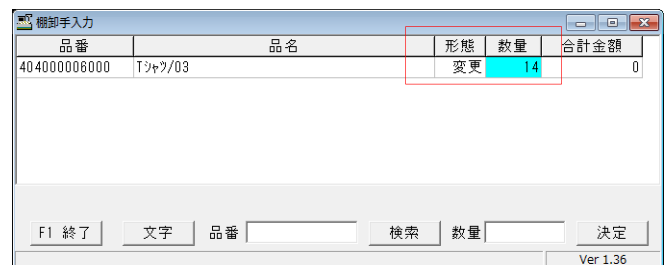 棚卸手入力
品番 品名 形態 数量 合計金額
404000006000 Tｼｬﾂ/03 変更 14 0
F1 終了 文字 品番 検索 数量 決定
Ver 1.36